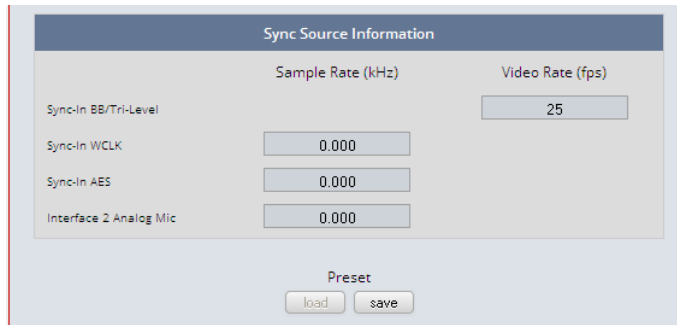 Sync Source Information
Sample Rate (kHz) Video Rate (fps)
Sync-In BB/Tri-Level 25
Sync-In WCLK 0.000
Sync-In AES 0.000
Interface 2 Analog Mic 0.000
Preset
load save